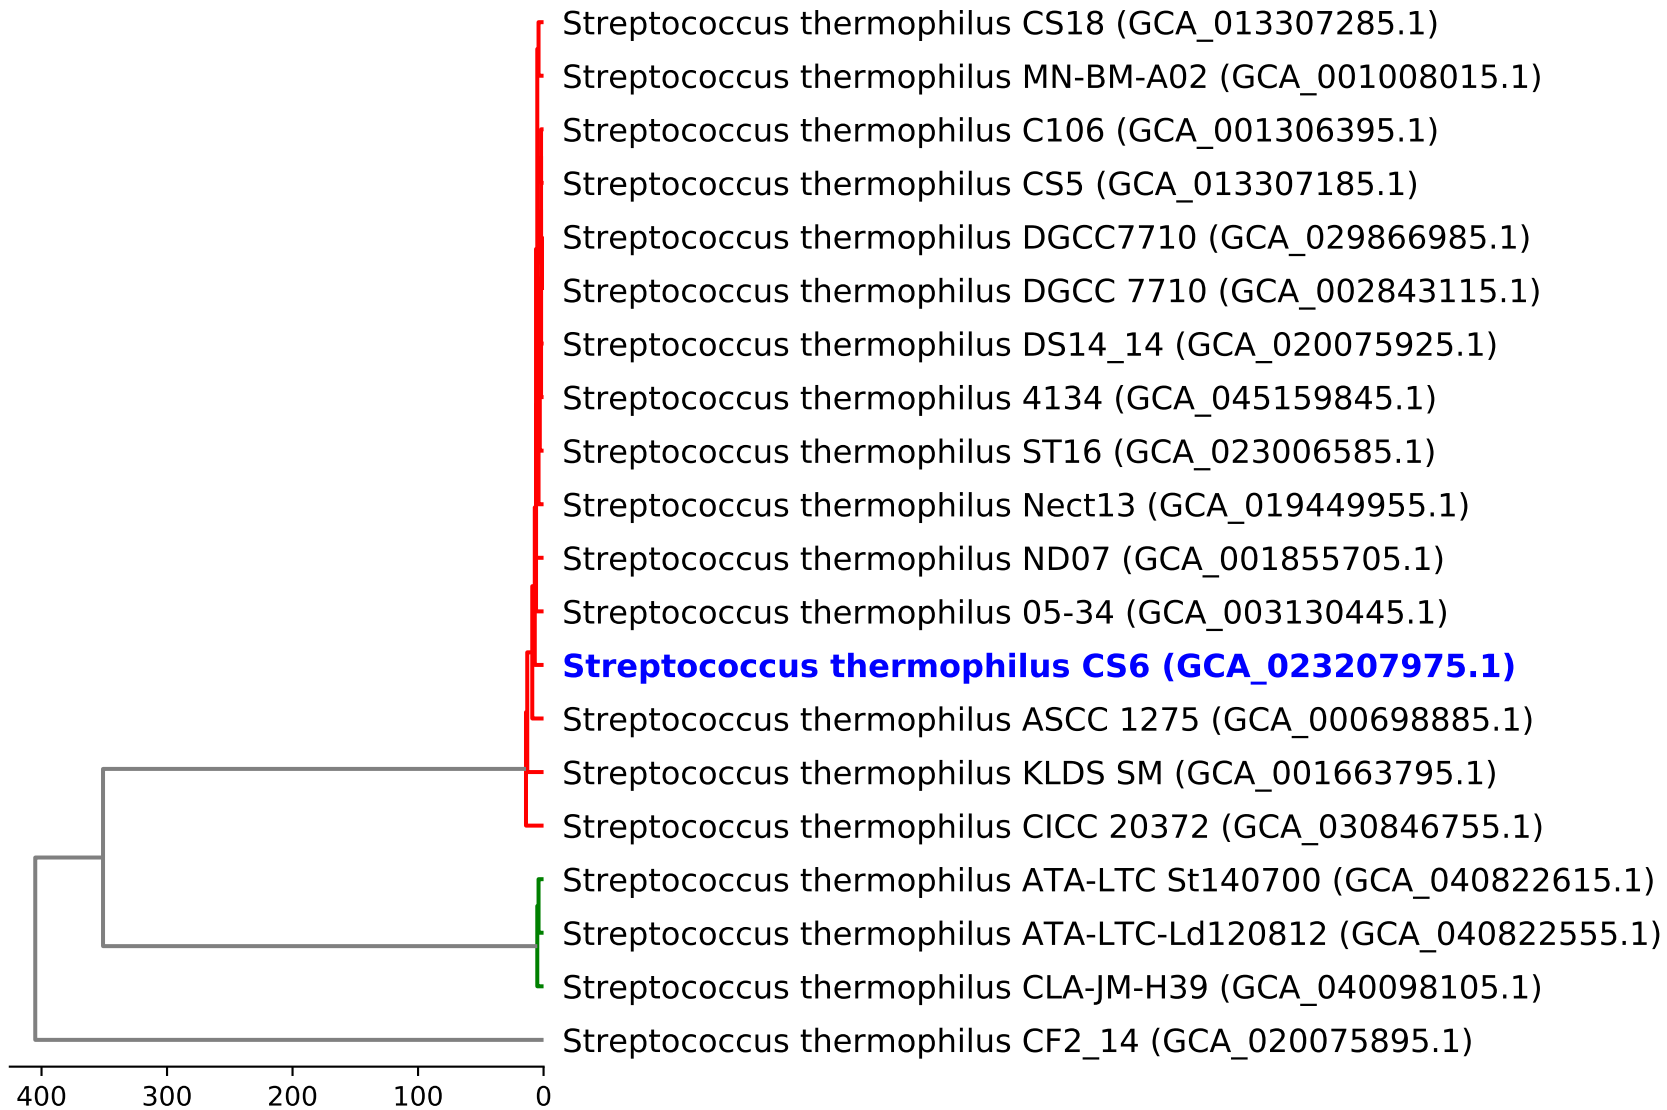 Streptococcus thermophilus CS18 (GCA_013307285.1)
Streptococcus thermophilus MN-BM-A02 (GCA_001008015.1)
Streptococcus thermophilus C106 (GCA_001306395.1)
Streptococcus thermophilus CS5 (GCA_013307185.1)
Streptococcus thermophilus DGCC7710 (GCA_029866985.1)
Streptococcus thermophilus DGCC 7710 (GCA_002843115.1)
Streptococcus thermophilus DS14_14 (GCA_020075925.1)
Streptococcus thermophilus 4134 (GCA_045159845.1)
Streptococcus thermophilus ST16 (GCA_023006585.1)
Streptococcus thermophilus Nect13 (GCA_019449955.1)
Streptococcus thermophilus ND07 (GCA_001855705.1)
Streptococcus thermophilus 05-34 (GCA_003130445.1)
Streptococcus thermophilus CS6 (GCA_023207975.1)
Streptococcus thermophilus ASCC 1275 (GCA_000698885.1)
Streptococcus thermophilus KLDS SM (GCA_001663795.1)
Streptococcus thermophilus CICC 20372 (GCA_030846755.1)
Streptococcus thermophilus ATA-LTC St140700 (GCA_040822615.1)
Streptococcus thermophilus ATA-LTC-Ld120812 (GCA_040822555.1)
Streptococcus thermophilus CLA-JM-H39 (GCA_040098105.1)
Streptococcus thermophilus CF2_14 (GCA_020075895.1)
400 300 200 100 0